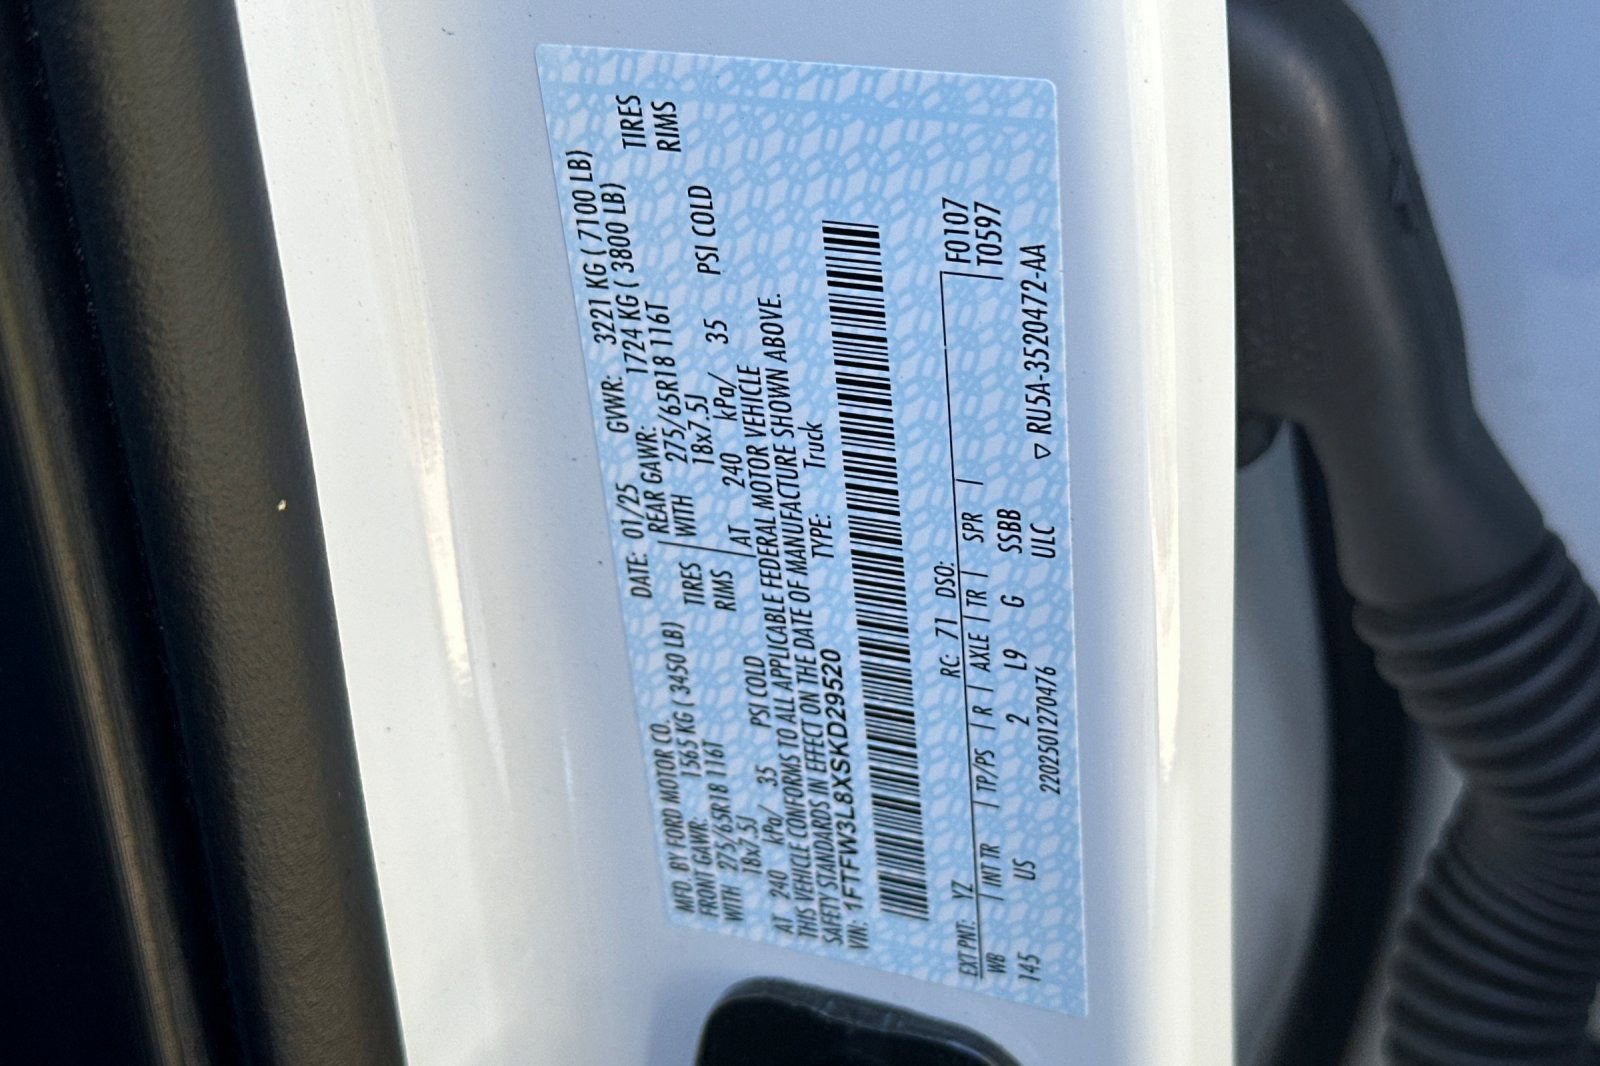 MFD. BY FORD MOTOR CO.
DATE: 01/25 GVWR: 3221 KG ( 7100 LB)
FRONT GAWR: 1565 KG ( 3450 LB) REAR GAWR: 1724 KG ( 3800 LB)
WITH 275/65R18 116T TIRES WITH 275/65R18 116T TIRES
18x7.5J RIMS 18x7.5J RIMS
AT 240 kPa/ 35 PSI COLD AT 240 kPa/ 35 PSI COLD
THIS VEHICLE CONFORMS TO ALL APPLICABLE FEDERAL MOTOR VEHICLE
SAFETY STANDARDS IN EFFECT ON THE DATE OF MANUFACTURE SHOWN ABOVE.
VIN: 1FTFW3L8XSKD29520 TYPE: Truck
EXT PNT: YZ RC: 71 DSO: F0107
WB | INT TR | TP/PS | R | AXLE | TR | SPR | T0597
145 US 2 L9 G SSBB
2202501270476 ULC ▽ RU5A-3520472-AA